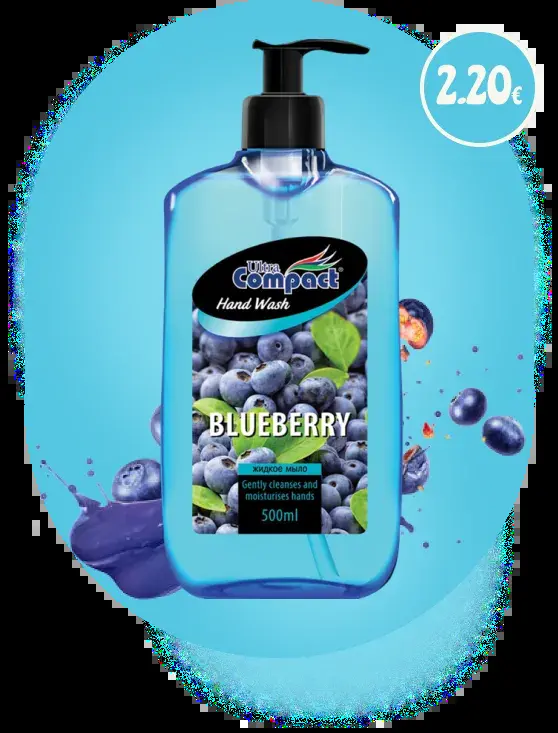 2.20€
Ultra
Compact®
Hand Wash
BLUEBERRY
ЖИДКОЕ МЫЛО
Gently cleanses and
moisturises hands
500ml